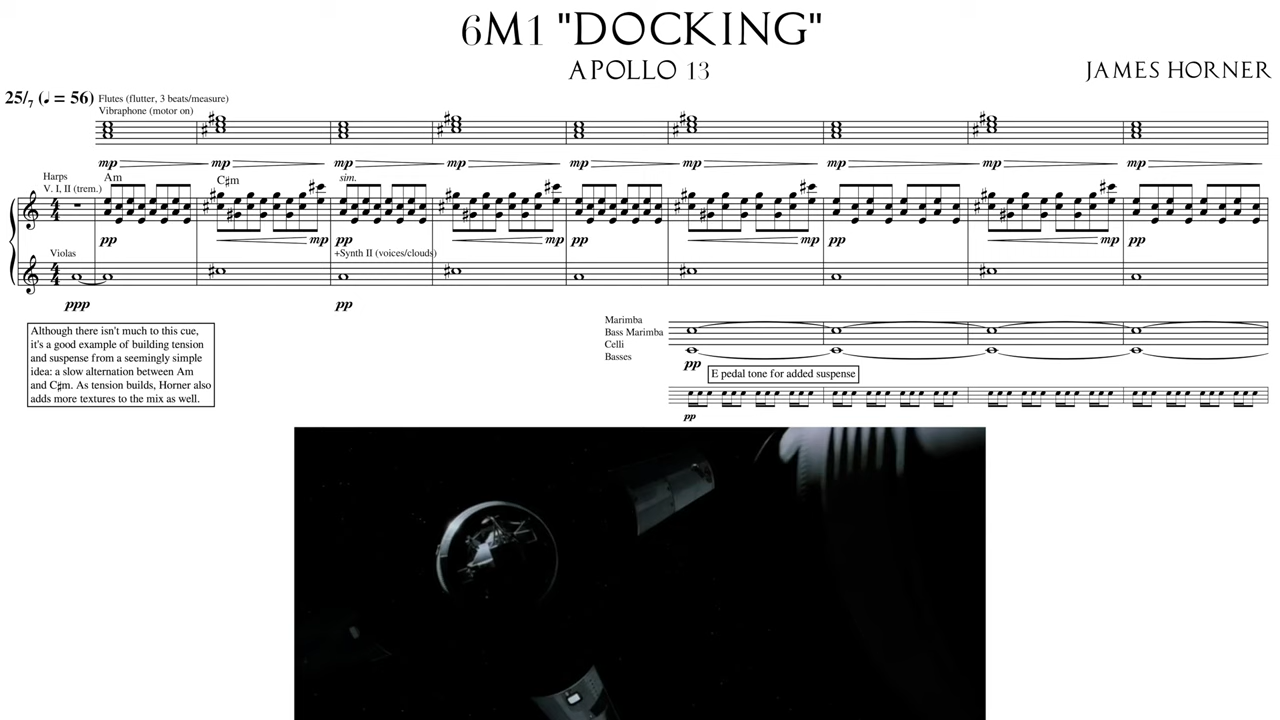 6M1 "DOCKING"
APOLLO 13
JAMES HORNER
25/7 (♩ = 56)
Flutes (flutter, 3 beats/measure)
Vibraphone (motor on)
mp mp mp mp mp mp mp mp mp
Harps
V. I, II (trem.)
Am C♯m sim.
4/4
pp mp pp mp pp mp pp mp pp
Violas
+Synth II (voices/clouds)
4/4
ppp pp
Although there isn't much to this cue,
it's a good example of building tension
and suspense from a seemingly simple
idea: a slow alternation between Am
and C♯m. As tension builds, Horner also
adds more textures to the mix as well.
Marimba
Bass Marimba
Celli
Basses
pp
E pedal tone for added suspense
pp